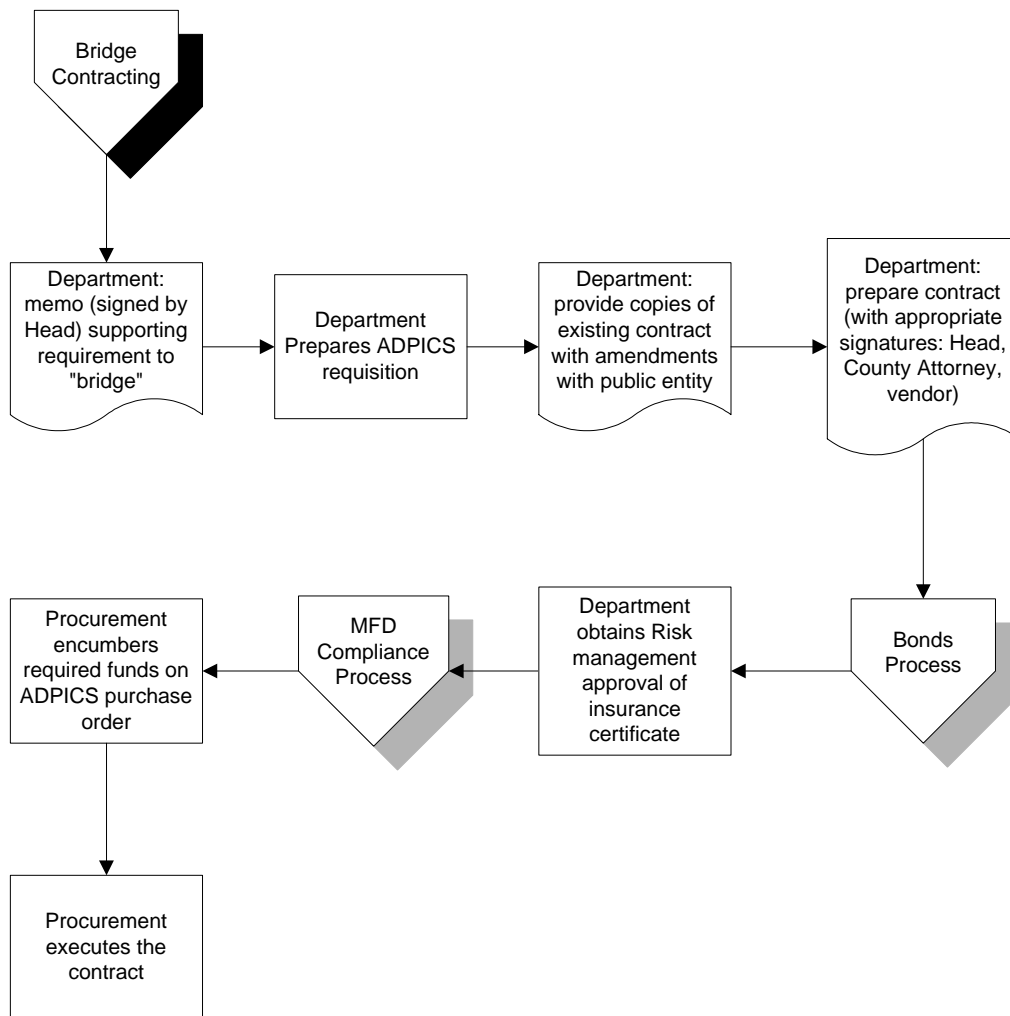 Bridge
Contracting
Department:
memo (signed by
Head) supporting
requirement to
"bridge"
Department
Prepares ADPICS
requisition
Department:
provide copies of
existing contract
with amendments
with public entity
Department:
prepare contract
(with appropriate
signatures: Head,
County Attorney,
vendor)
Bonds
Process
Department
obtains Risk
management
approval of
insurance
certificate
MFD
Compliance
Process
Procurement
encumbers
required funds on
ADPICS purchase
order
Procurement
executes the
contract